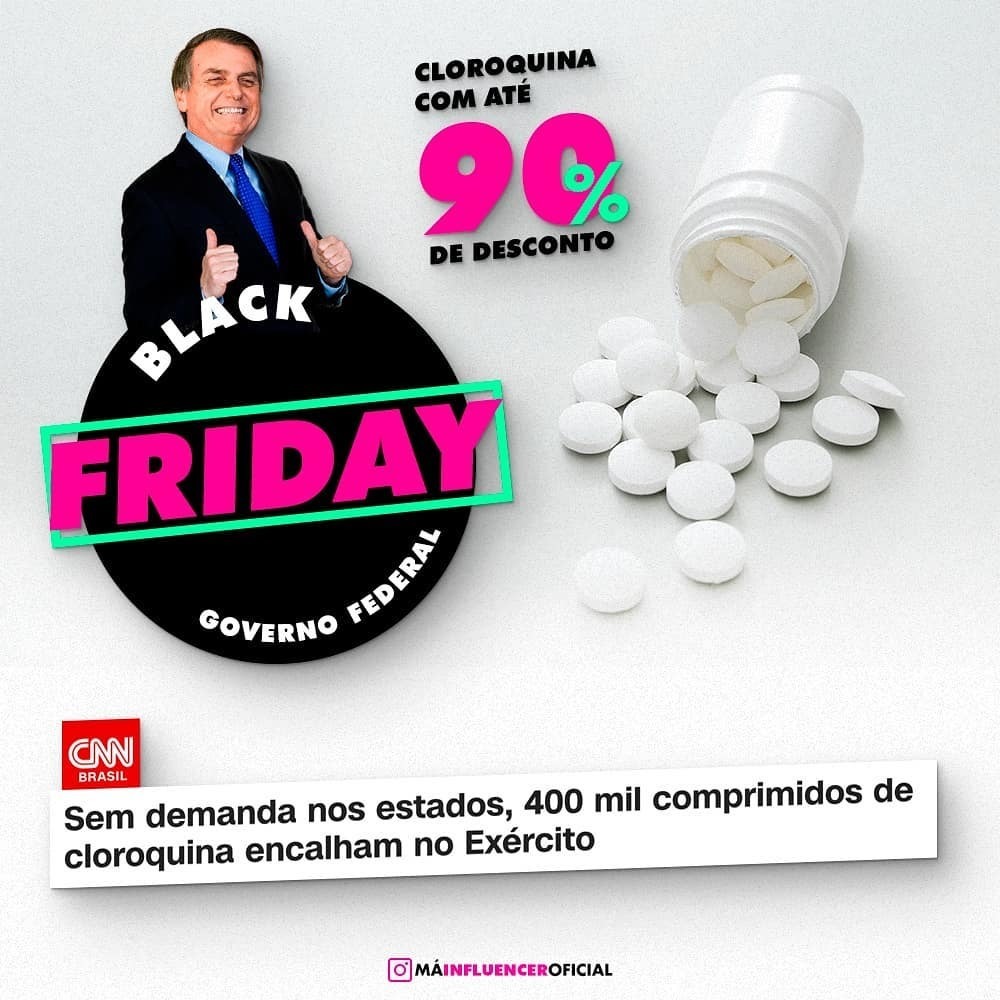 CLOROQUINA
COM ATÉ
90%
DE DESCONTO
BLACK
FRIDAY
GOVERNO FEDERAL
CNN
BRASIL
Sem demanda nos estados, 400 mil comprimidos de
cloroquina encalham no Exército
MÁINFLUENCEROFICIAL